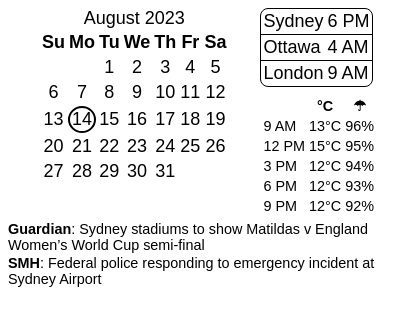 August 2023
Su Mo Tu We Th Fr Sa
1 2 3 4 5
6 7 8 9 10 11 12
13 14 15 16 17 18 19
20 21 22 23 24 25 26
27 28 29 30 31
Sydney 6 PM
Ottawa 4 AM
London 9 AM
°C ☂
9 AM 13°C 96%
12 PM 15°C 95%
3 PM 12°C 94%
6 PM 12°C 93%
9 PM 12°C 92%
Guardian: Sydney stadiums to show Matildas v England
Women’s World Cup semi-final
SMH: Federal police responding to emergency incident at
Sydney Airport